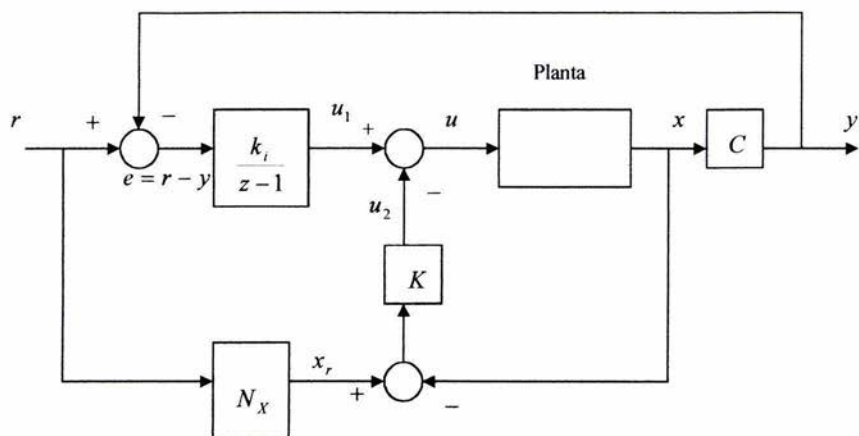 Planta
r
+
−
e = r − y
k_i
z − 1
u_1
+
u
x
C
y
u_2
−
K
N_X
x_r
+
−